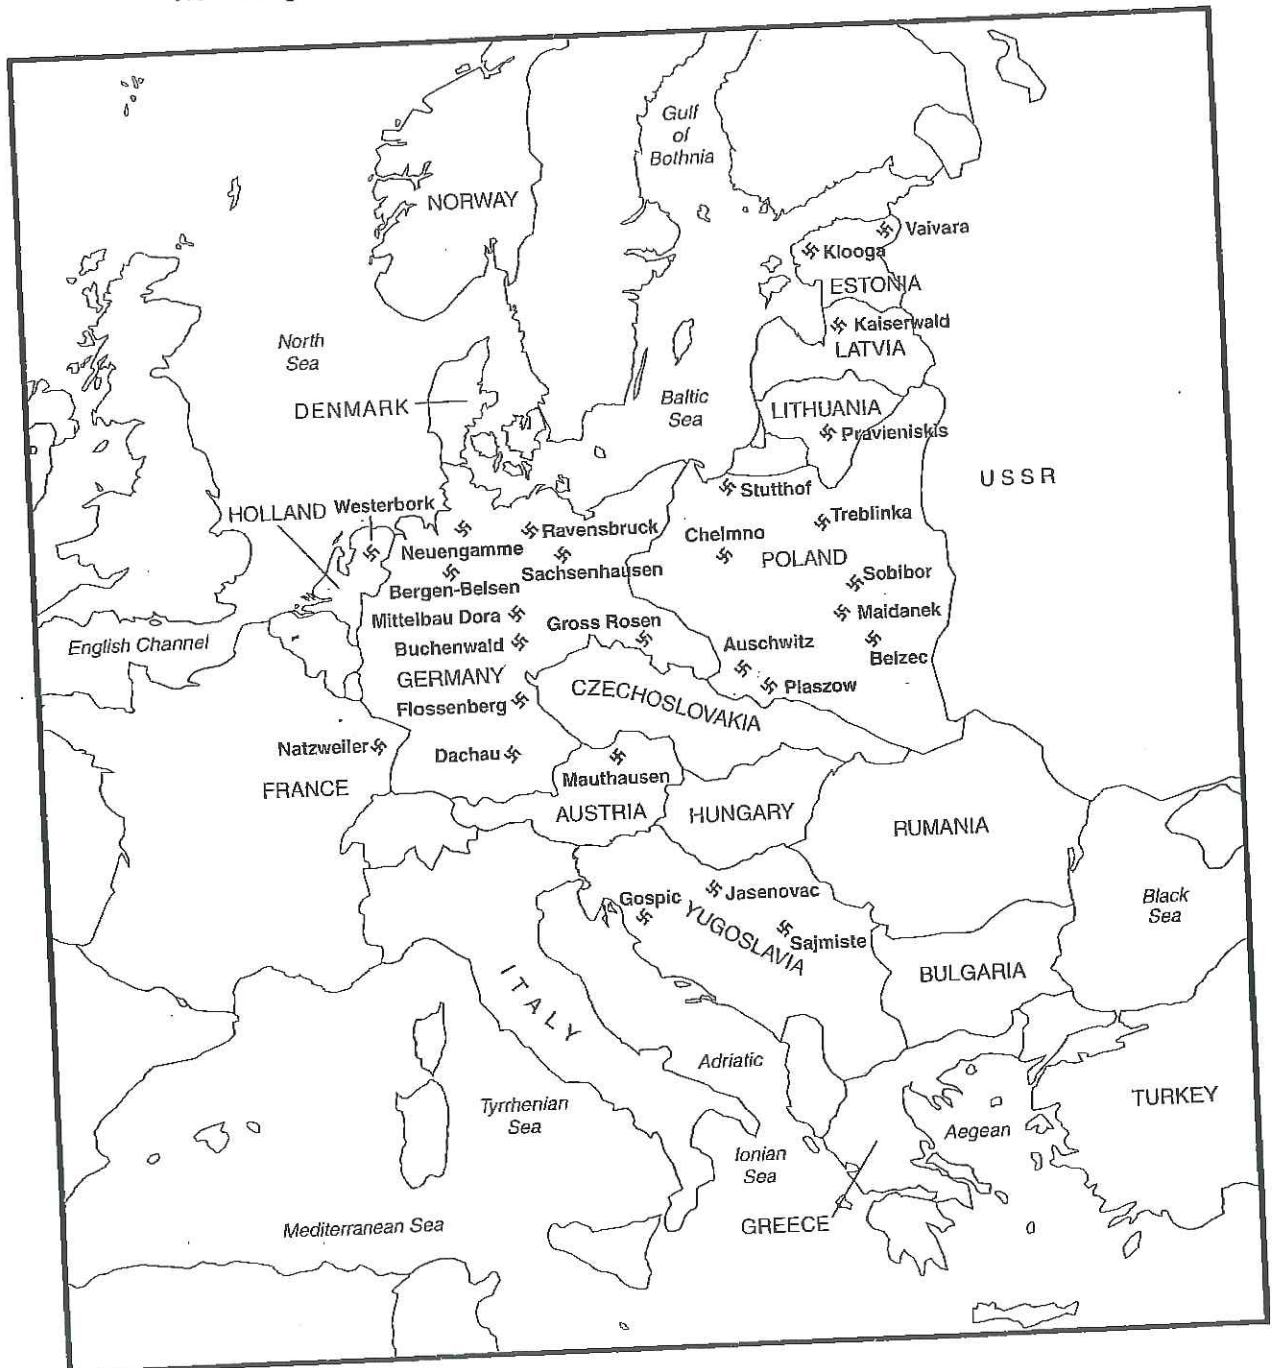 Gulf
of
Bothnia
NORWAY
Vaivara
Klooga
ESTONIA
Kaiserwald
LATVIA
North
Sea
DENMARK
Baltic
Sea
LITHUANIA
Pravieniskis
USSR
Stutthof
HOLLAND
Westerbork
Treblinka
Ravensbruck
Chelmno
Neuengamme
POLAND
Sachsenhausen
Sobibor
Bergen-Belsen
Mittelbau Dora
Gross Rosen
Maidanek
English Channel
Buchenwald
Auschwitz
Belzec
GERMANY
CZECHOSLOVAKIA
Plaszow
Flossenberg
Natzweiler
Dachau
Mauthausen
FRANCE
AUSTRIA
HUNGARY
RUMANIA
Gospic
Jasenovac
YUGOSLAVIA
Sajmiste
Black
Sea
BULGARIA
ITALY
Adriatic
Tyrrhenian
Sea
TURKEY
Aegean
Ionian
Sea
GREECE
Mediterranean Sea